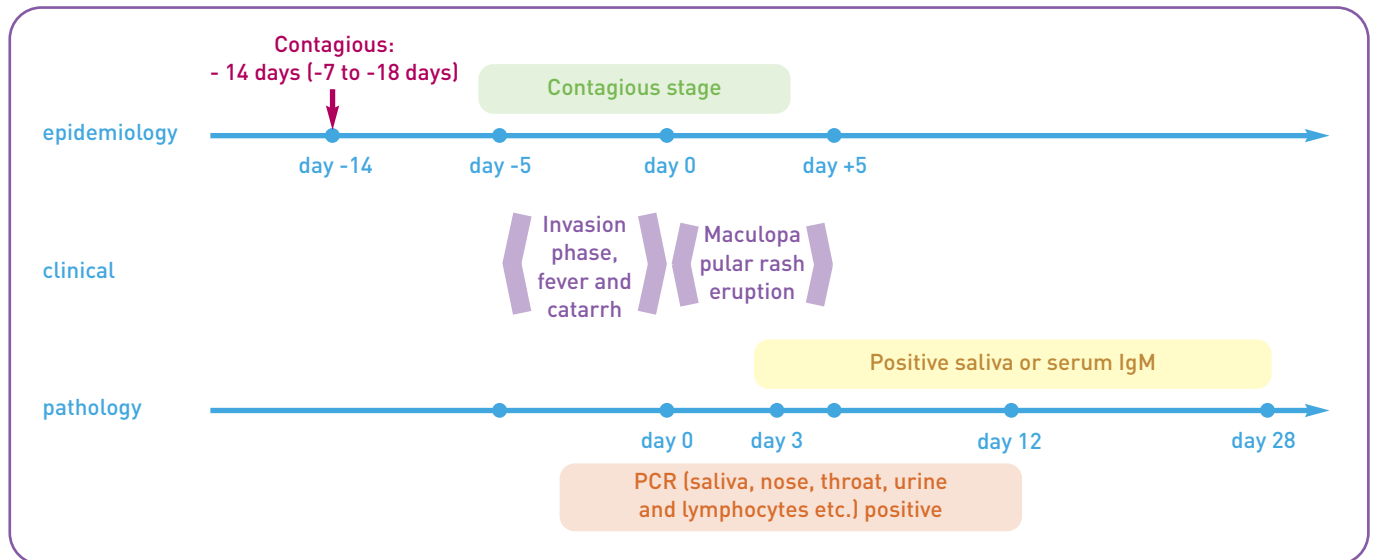 Contagious:
- 14 days (-7 to -18 days)
Contagious stage
epidemiology
day -14
day -5
day 0
day +5
clinical
Invasion
phase,
fever and
catarrh
Maculopa
pular rash
eruption
Positive saliva or serum IgM
pathology
day 0
day 3
day 12
day 28
PCR (saliva, nose, throat, urine
and lymphocytes etc.) positive